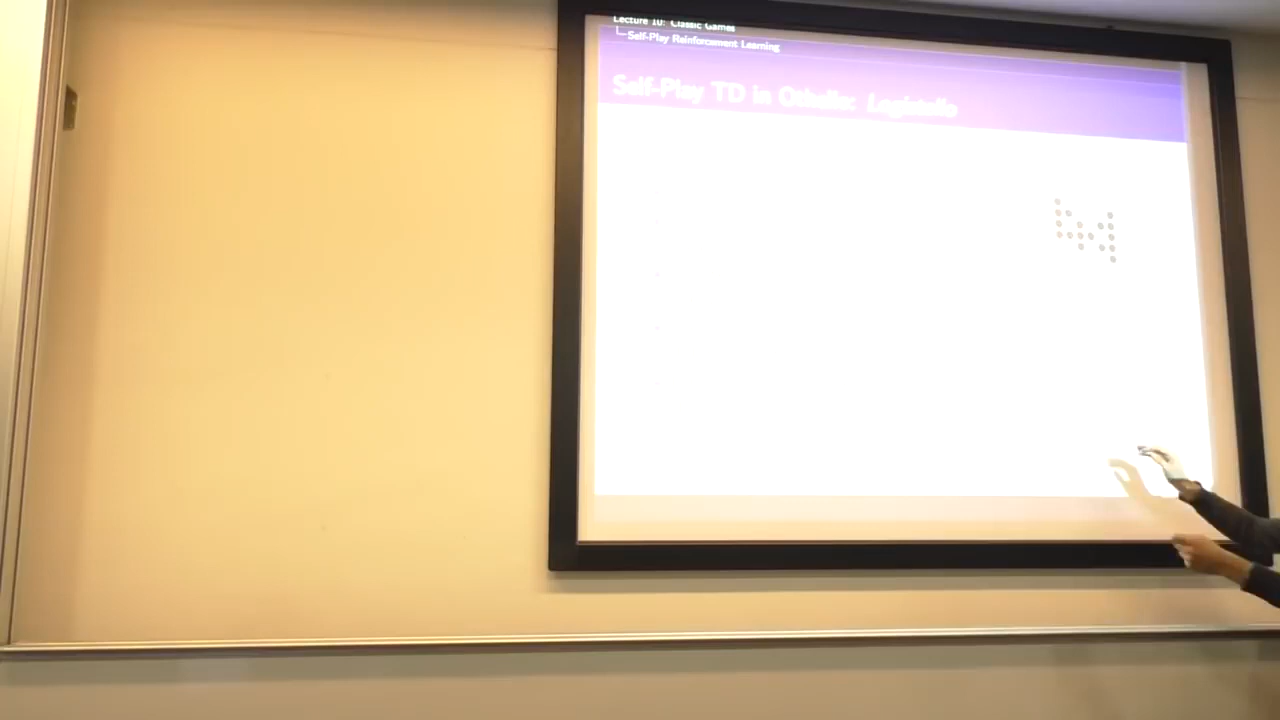 Lecture 10: Classic Games
Self-Play Reinforcement Learning
Self-Play TD in Othello: Logistello